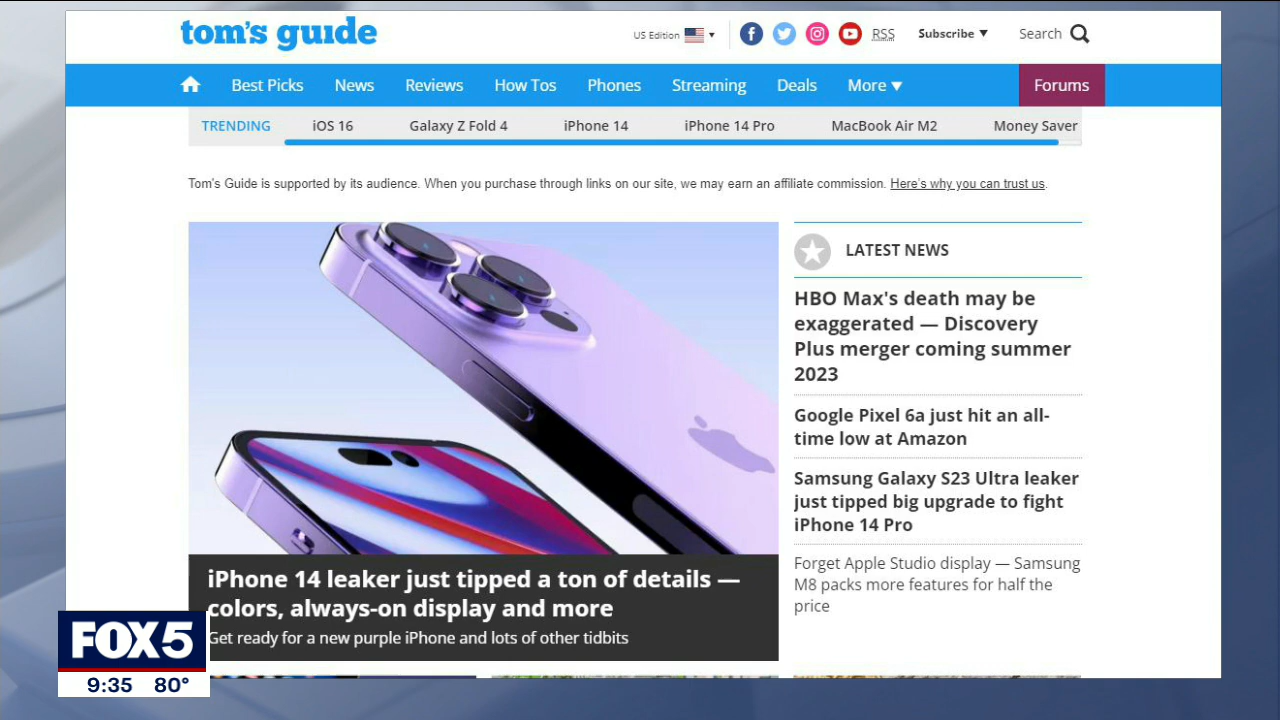 tom's guide
US Edition
RSS
Subscribe
Search
Best Picks
News
Reviews
How Tos
Phones
Streaming
Deals
More
Forums
TRENDING
iOS 16
Galaxy Z Fold 4
iPhone 14
iPhone 14 Pro
MacBook Air M2
Money Saver
Tom's Guide is supported by its audience. When you purchase through links on our site, we may earn an affiliate commission. Here's why you can trust us.
iPhone 14 leaker just tipped a ton of details —
colors, always-on display and more
Get ready for a new purple iPhone and lots of other tidbits
LATEST NEWS
HBO Max's death may be
exaggerated — Discovery
Plus merger coming summer
2023
Google Pixel 6a just hit an all-
time low at Amazon
Samsung Galaxy S23 Ultra leaker
just tipped big upgrade to fight
iPhone 14 Pro
Forget Apple Studio display — Samsung
M8 packs more features for half the
price
FOX5
9:35 80°